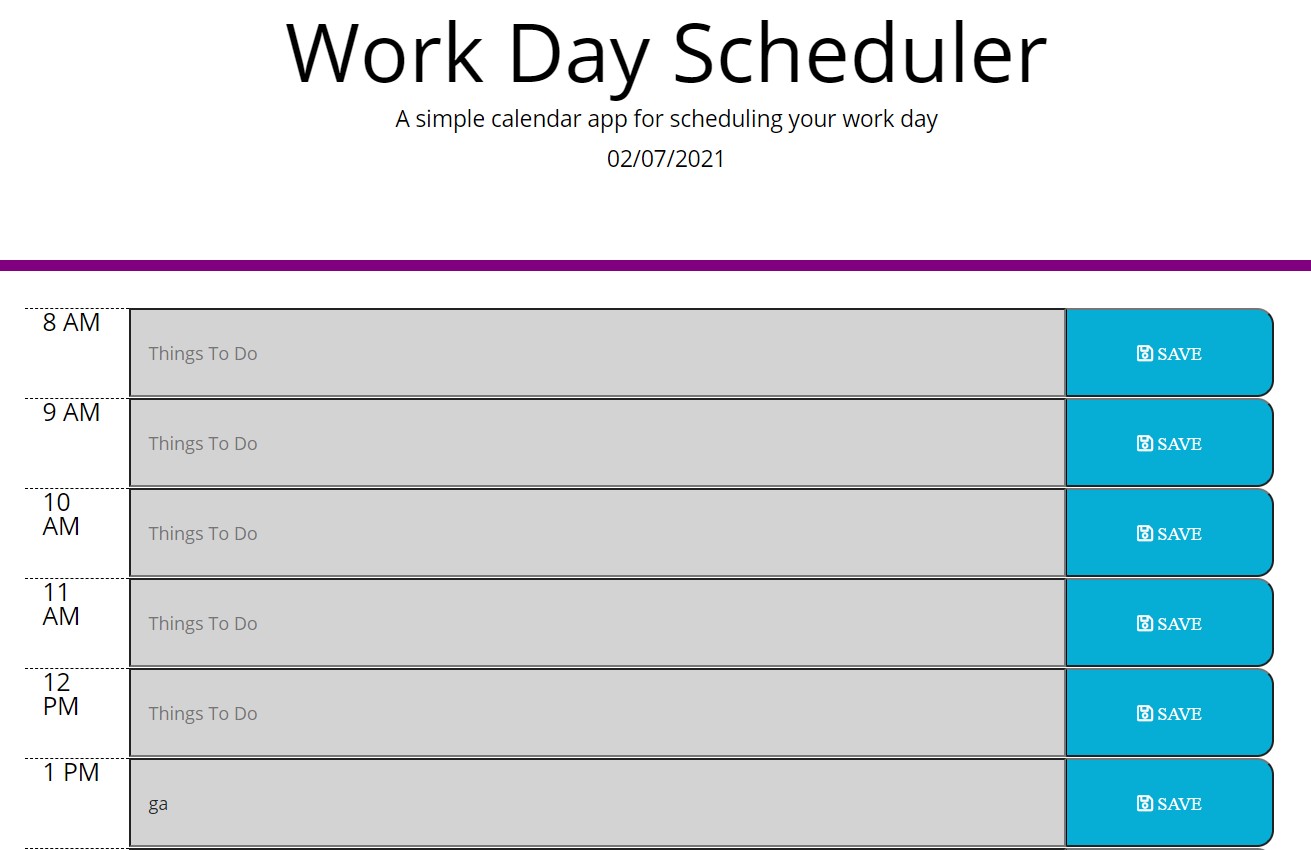 Work Day Scheduler
A simple calendar app for scheduling your work day
02/07/2021
8 AM
Things To Do
SAVE
9 AM
Things To Do
SAVE
10
AM
Things To Do
SAVE
11
AM
Things To Do
SAVE
12
PM
Things To Do
SAVE
1 PM
ga
SAVE